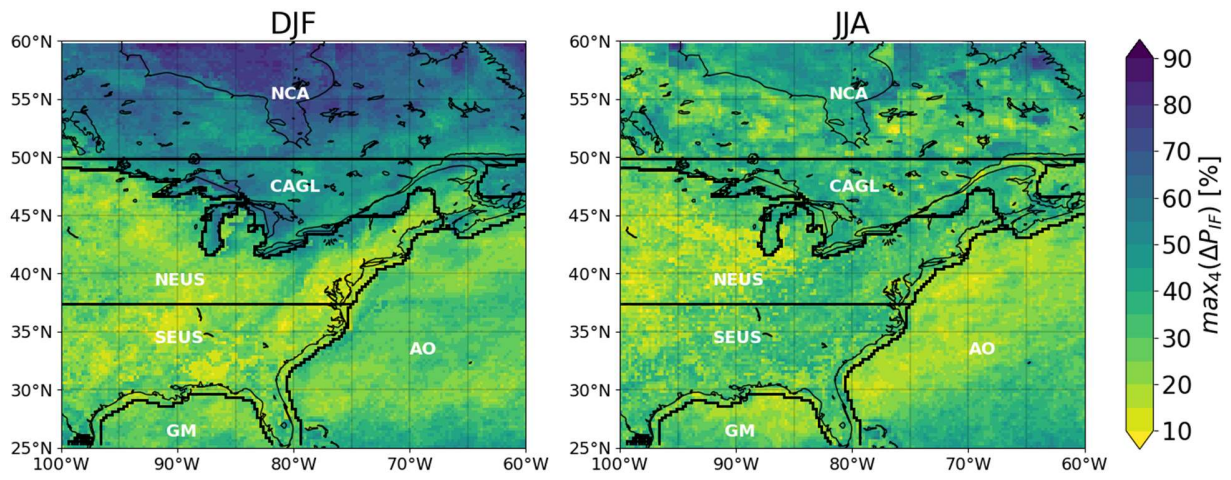 DJF JJA
60°N 60°N 90
55°N NCA 55°N NCA 80
50°N 50°N 70
CAGL CAGL
45°N 45°N 60
50
40°N NEUS 40°N NEUS 40
35°N SEUS AO 35°N SEUS AO 30
30°N 30°N 20
GM GM
25°N 25°N 10
100°W 90°W 80°W 70°W 60°W 100°W 90°W 80°W 70°W 60°W
max₄(ΔP_IF) [%]